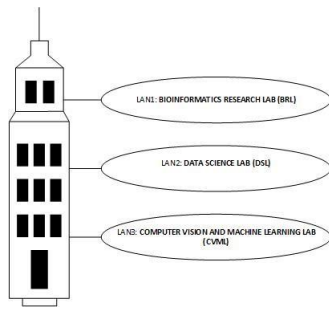 LAN1: BIOINFORMATICS RESEARCH LAB (BRL)
LAN2: DATA SCIENCE LAB (DSL)
LAN3: COMPUTER VISION AND MACHINE LEARNING LAB
(CVML)